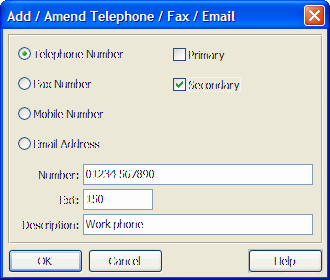 Add / Amend Telephone / Fax / Email
Telephone Number Primary
Fax Number Secondary
Mobile Number
Email Address
Number: 01234 567890
Ext: 150
Description: Work phone
OK Cancel Help